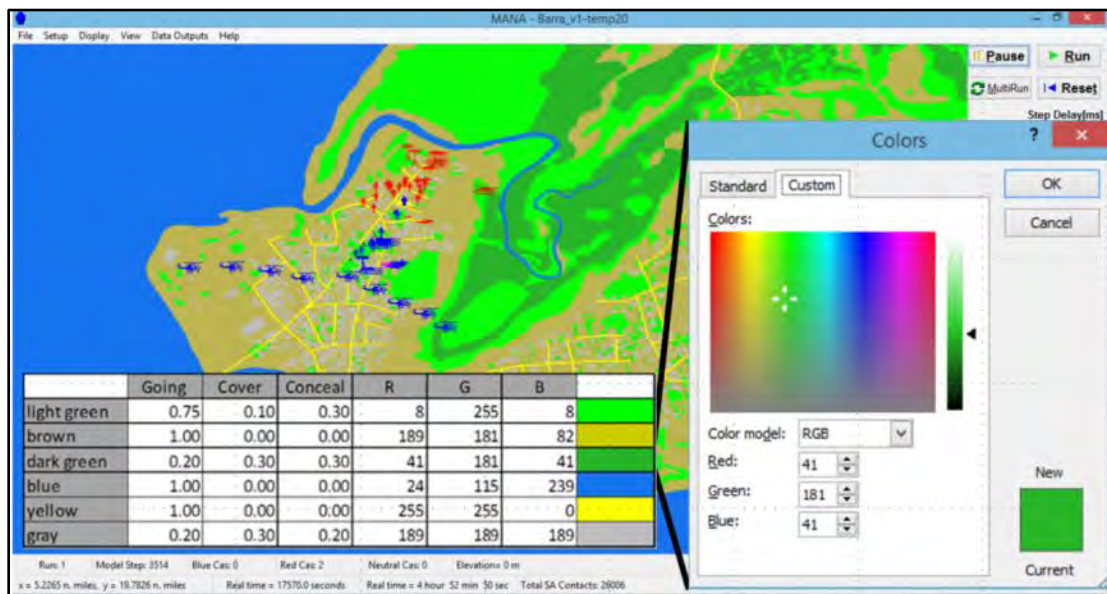 MANA - Barra_v1-temp20
File Setup Display View Data Outputs Help
Pause Run
MultiRun Reset
Step Delay[ms]
Colors ? ×
Standard Custom OK
Colors: Cancel
Going Cover Conceal R G B
light green 0.75 0.10 0.30 8 255 8
brown 1.00 0.00 0.00 189 181 82
dark green 0.20 0.30 0.30 41 181 41
blue 1.00 0.00 0.00 24 115 239
yellow 1.00 0.00 0.00 255 255 0
gray 0.20 0.30 0.20 189 189 189
Color model: RGB
Red: 41
Green: 181
Blue: 41
New
Current
Run: 1 Model Step: 3514 Blue Cas: 0 Red Cas: 2 Neutral Cas: 0 Elevation= 0 m
x = 5.2265 n. miles, y = 19.7826 n. miles Real time = 17570.0 seconds Real time = 4 hour 52 min 50 sec Total SA Contacts: 26006